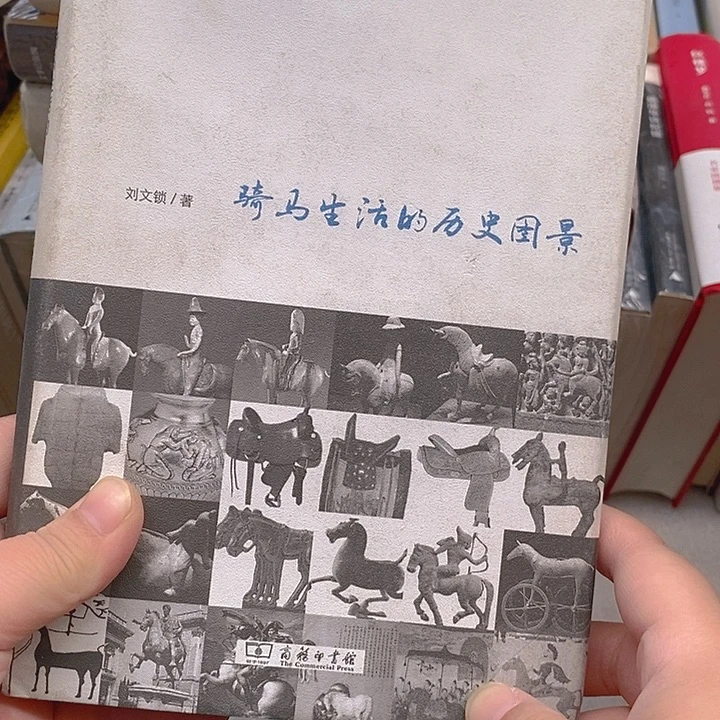 刘文锁 / 著
骑马生活的历史图景
商务印书馆
The Commercial Press